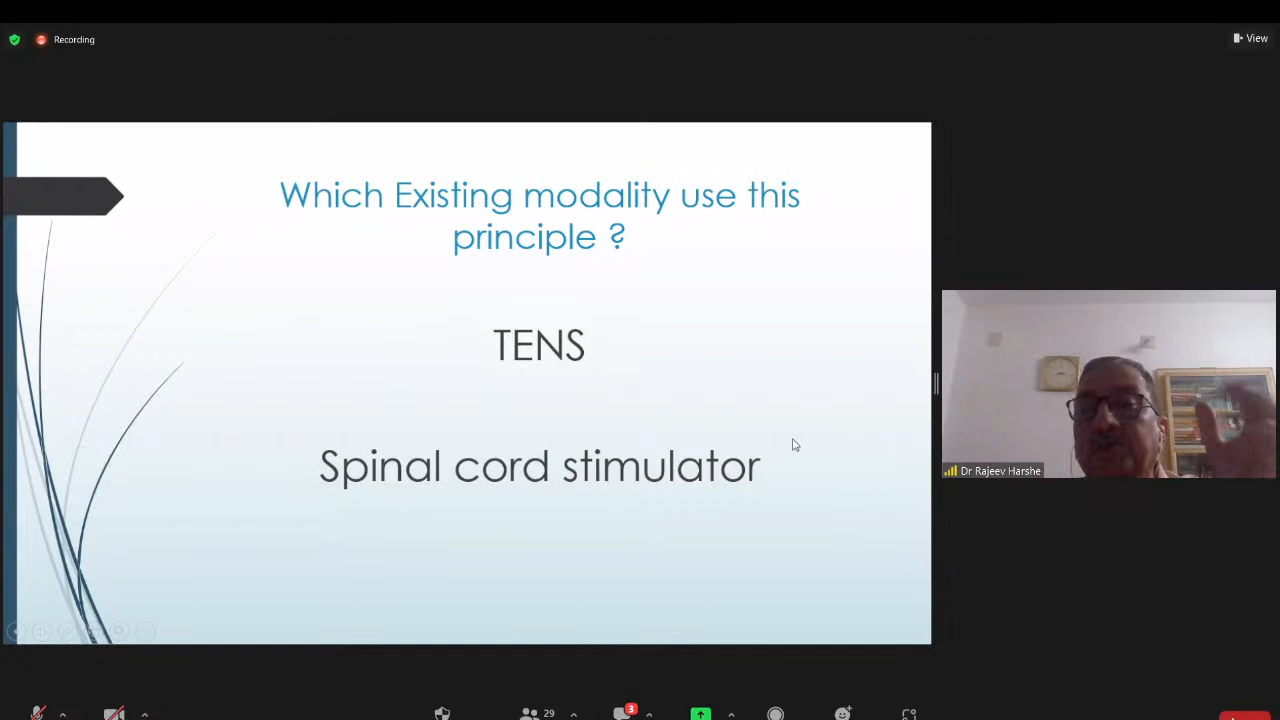 Recording
View
Which Existing modality use this
principle ?
TENS
Spinal cord stimulator
Dr Rajeev Harshe
29
3